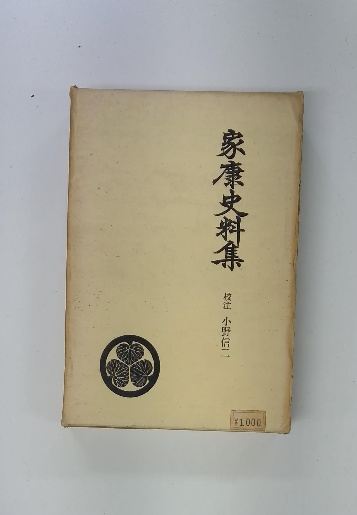 家康史料集
校注 小野信二
¥1,000